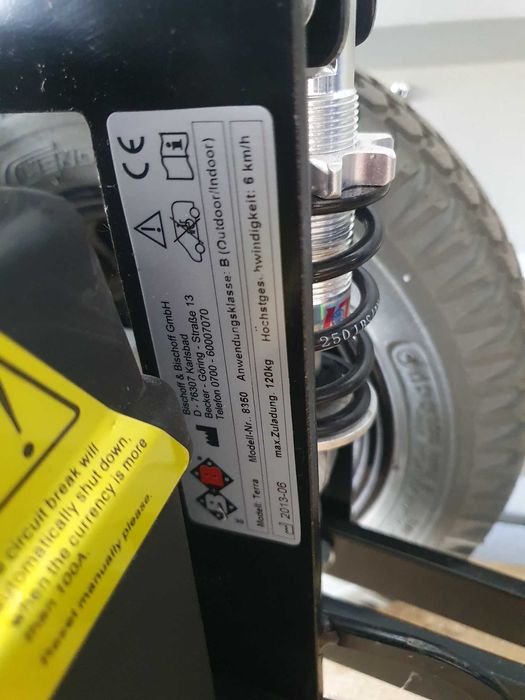 CE
Bischoff & Bischoff GmbH
D - 76307 Karlsbad
Becker - Göring - Straße 13
Telefon 0700 - 60007070
Modell: Terra Modell-Nr. 8350 Anwendungsklasse: B (Outdoor/Indoor)
2013-06 max.Zuladung. 120kg Höchstges hwindigkeit: 6 km/h
circuit break will
automatically shut down.
when the currency is more
then 100A.
Reset manually please.
250